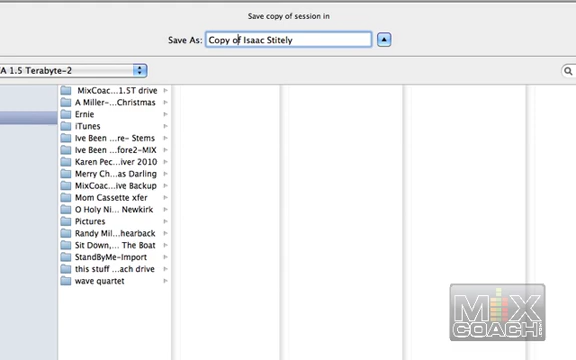 Save copy of session in
Save As: Copy of Isaac Stitely
A 1.5 Terabyte-2
MixCoac...1.5T drive
A Miller-...Christmas
Ernie
iTunes
Ive Been ...re- Stems
Ive Been ...fore2-MIX
Karen Pec...iver 2010
Merry Ch...as Darling
MixCoac...ive Backup
Mom Cassette xfer
O Holy Ni... Newkirk
Pictures
Randy Mil...hearback
Sit Down,... The Boat
StandByMe-Import
this stuff ...ach drive
wave quartet
MIX
COACH